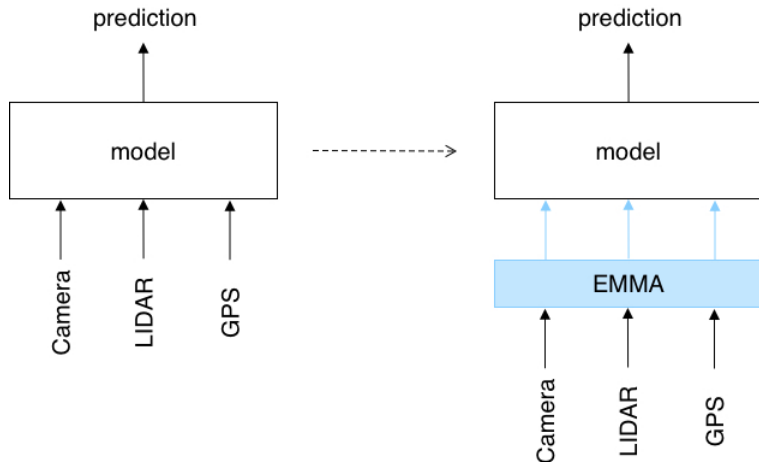 prediction
model
Camera
LIDAR
GPS
prediction
model
EMMA
Camera
LIDAR
GPS